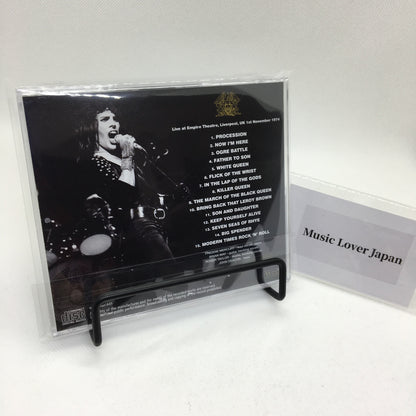 Live at Empire Theatre, Liverpool, UK 1st November 1974
1. PROCESSION
2. NOW I'M HERE
3. OGRE BATTLE
4. FATHER TO SON
5. WHITE QUEEN
6. FLICK OF THE WRIST
7. IN THE LAP OF THE GODS
8. KILLER QUEEN
9. THE MARCH OF THE BLACK QUEEN
10. BRING BACK THAT LEROY BROWN
11. SON AND DAUGHTER
12. KEEP YOURSELF ALIVE
13. SEVEN SEAS OF RHYE
14. BIG SPENDER
15. MODERN TIMES ROCK 'N' ROLL
Music Lover Japan
disc